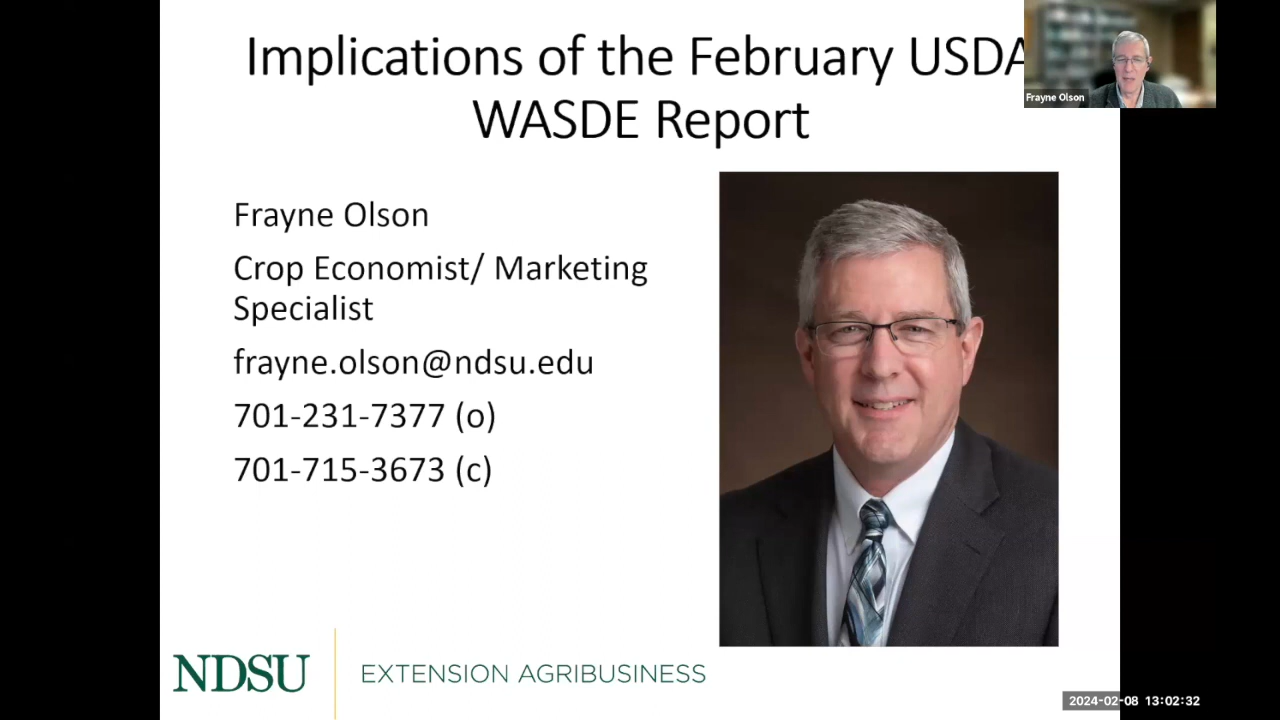 Implications of the February USDA
WASDE Report
Frayne Olson
Frayne Olson
Crop Economist/ Marketing
Specialist
frayne.olson@ndsu.edu
701-231-7377 (o)
701-715-3673 (c)
NDSU
EXTENSION AGRIBUSINESS
2024-02-08 13:02:32